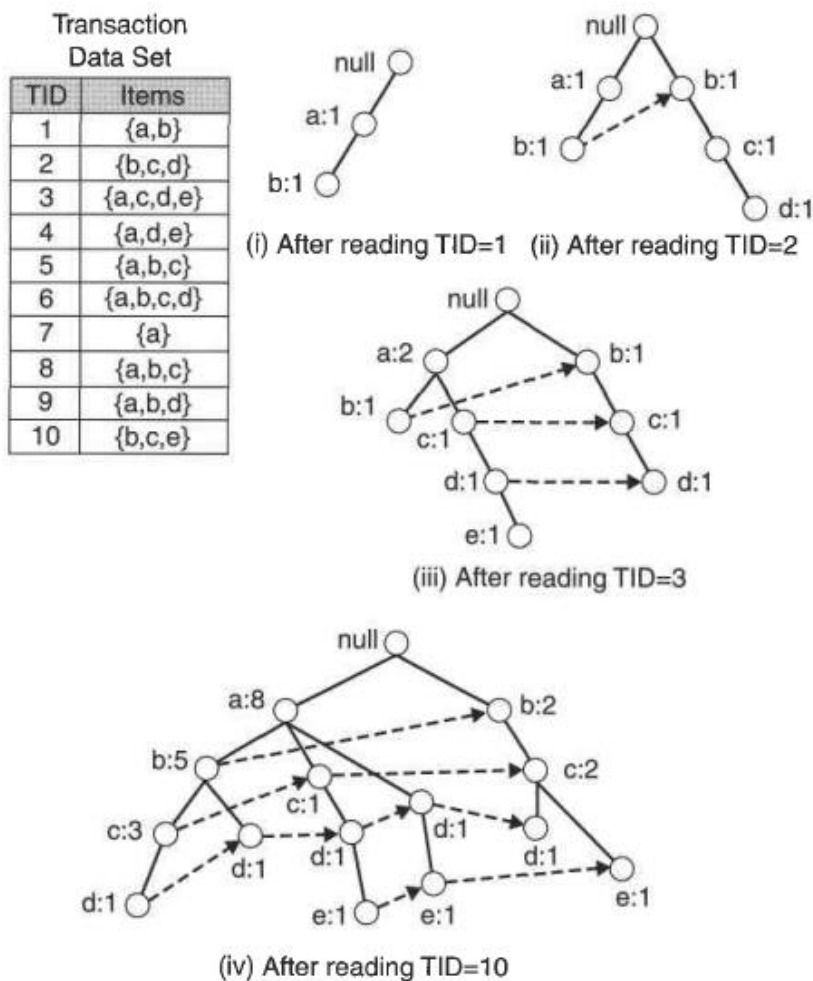 Transaction
Data Set
TID Items
1 {a,b}
2 {b,c,d}
3 {a,c,d,e}
4 {a,d,e}
5 {a,b,c}
6 {a,b,c,d}
7 {a}
8 {a,b,c}
9 {a,b,d}
10 {b,c,e}
null
a:1
b:1
(i) After reading TID=1
null
a:1 b:1
b:1 c:1
d:1
(ii) After reading TID=2
null
a:2 b:1
b:1 c:1 c:1
d:1 d:1
e:1
(iii) After reading TID=3
null
a:8 b:2
b:5 c:1 c:2
c:3 d:1 d:1 d:1 d:1
d:1 e:1 e:1 e:1
(iv) After reading TID=10